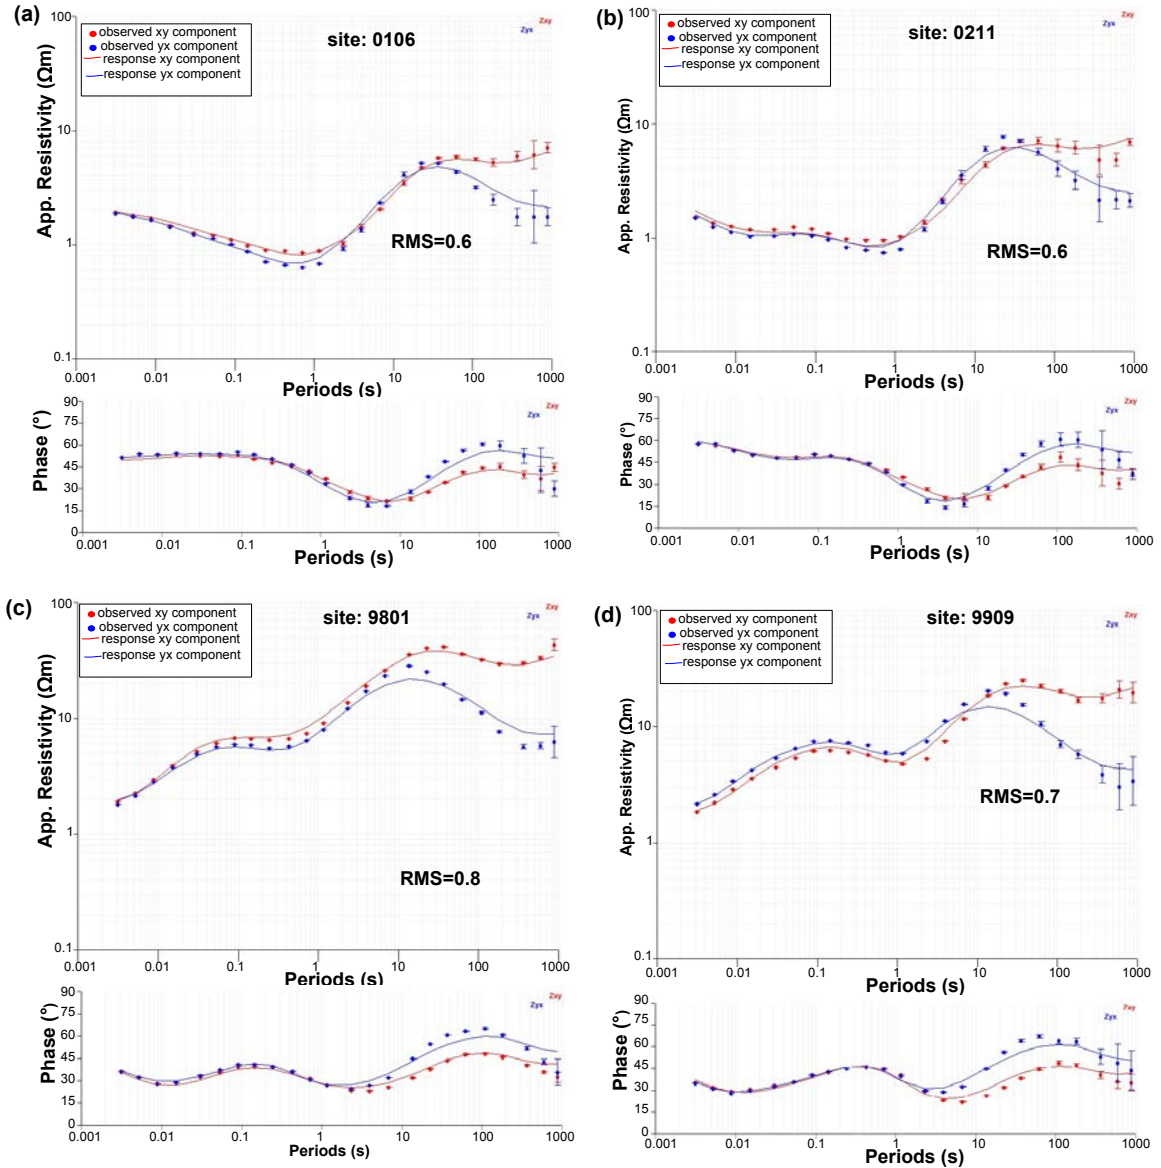 (a)
site: 0106
Zxy
Zyx
observed xy component
observed yx component
response xy component
response yx component
App. Resistivity (Ωm)
100
10
1
0.1
RMS=0.6
0.001 0.01 0.1 1 10 100 1000
Periods (s)
Phase (°)
90
75
60
45
30
15
0
Zxy
Zyx
0.001 0.01 0.1 1 10 100 1000
Periods (s)
(b)
site: 0211
Zxy
Zyx
observed xy component
observed yx component
response xy component
response yx component
App. Resistivity (Ωm)
100
10
1
0.1
RMS=0.6
0.001 0.01 0.1 1 10 100 1000
Periods (s)
Phase (°)
90
75
60
45
30
15
0
Zxy
Zyx
0.001 0.01 0.1 1 10 100 1000
Periods (s)
(c)
site: 9801
Zxy
Zyx
observed xy component
observed yx component
response xy component
response yx component
App. Resistivity (Ωm)
100
10
1
0.1
RMS=0.8
0.001 0.01 0.1 1 10 100 1000
Periods (s)
Phase (°)
90
75
60
45
30
15
0
Zxy
Zyx
0.001 0.01 0.1 1 10 100 1000
Periods (s)
(d)
site: 9909
Zxy
Zyx
observed xy component
observed yx component
response xy component
response yx component
App. Resistivity (Ωm)
100
10
1
0.1
RMS=0.7
0.001 0.01 0.1 1 10 100 1000
Periods (s)
Phase (°)
90
75
60
45
30
15
0
Zxy
Zyx
0.001 0.01 0.1 1 10 100 1000
Periods (s)